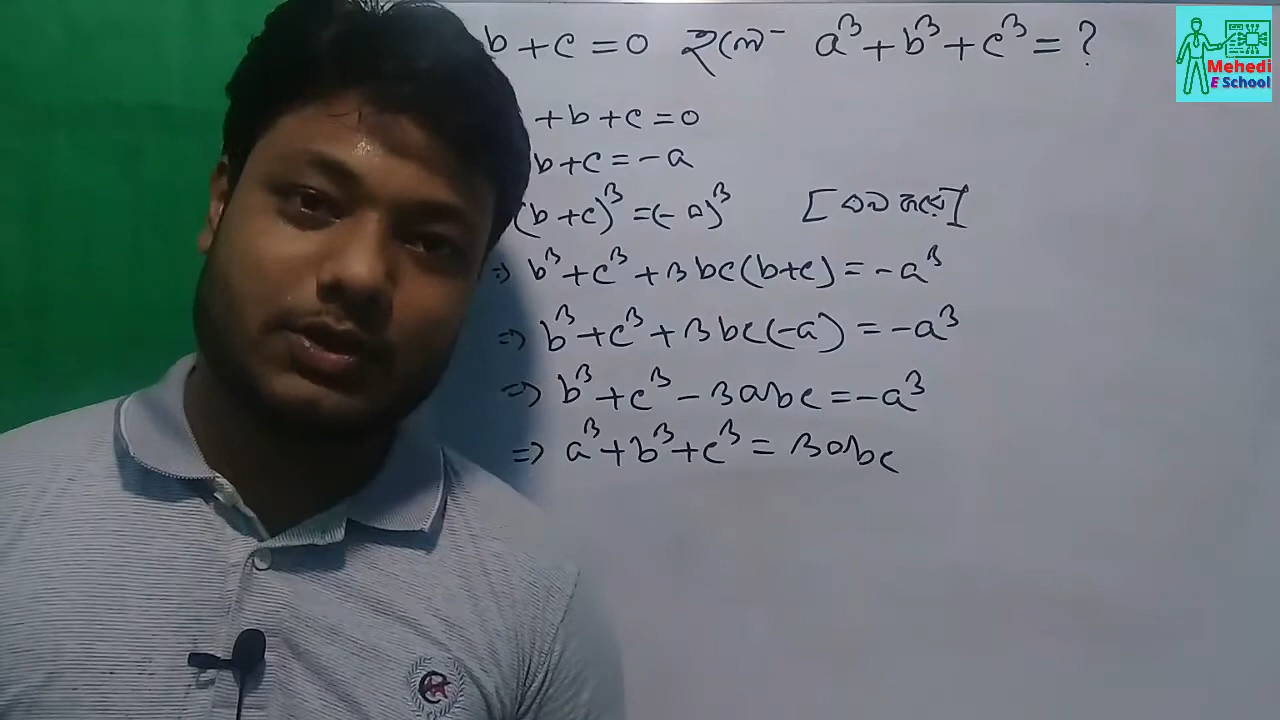 b + c = 0 হলে- a³ + b³ + c³ = ?
+ b + c = 0
b + c = - a
(b + c)³ = (- a)³ [ঘন করে]
⇒ b³ + c³ + 3bc(b+c) = - a³
⇒ b³ + c³ + 3bc(-a) = - a³
⇒ b³ + c³ - 3abc = - a³
⇒ a³ + b³ + c³ = 3abc
Mehedi
E School